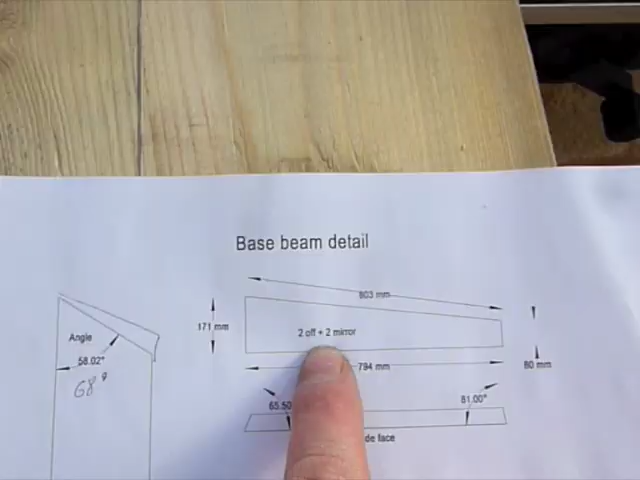 Base beam detail
803 mm
171 mm
2 off + 2 mirror
Angle
58.02°
68°
794 mm
80 mm
65.50
81.00°
de face